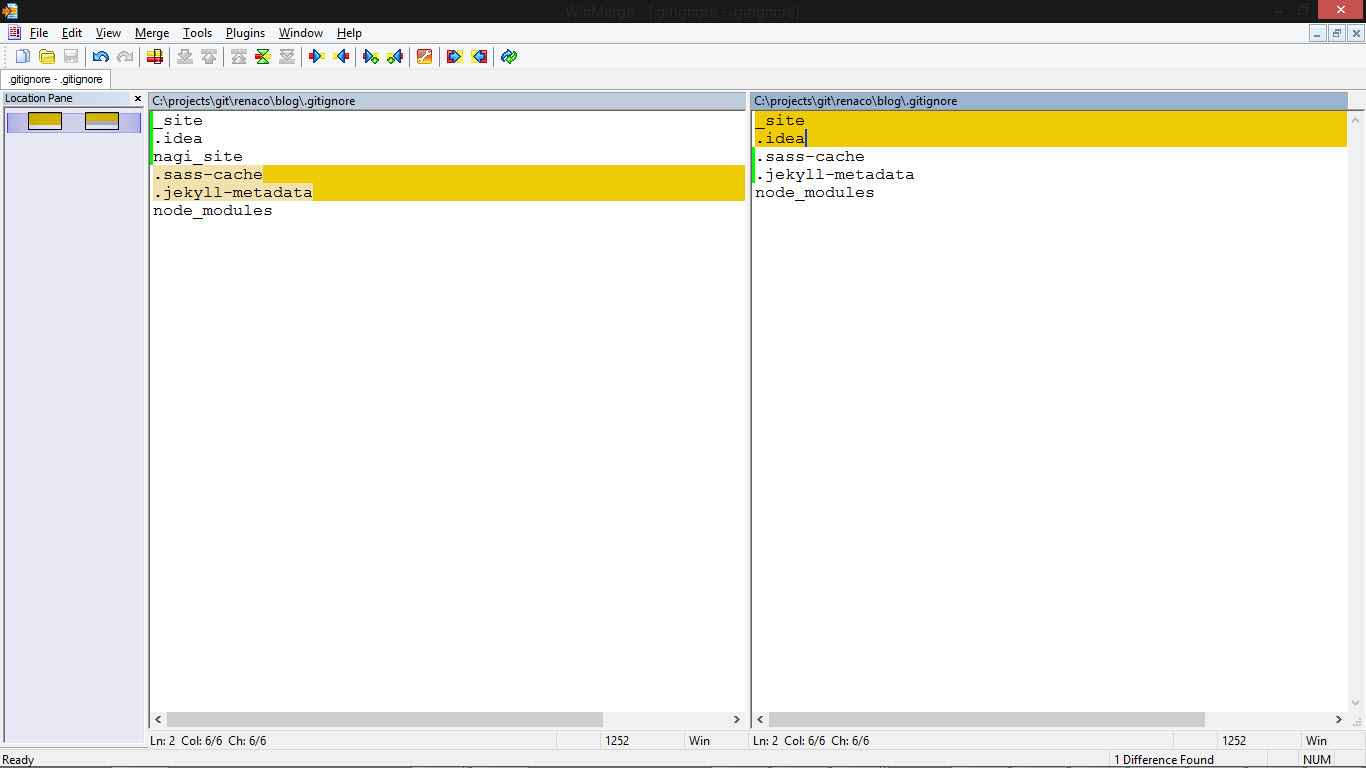 WinMerge - [.gitignore - .gitignore]
File Edit View Merge Tools Plugins Window Help
.gitignore - .gitignore
Location Pane
C:\projects\git\renaco\blog\.gitignore
_site
.idea
nagi_site
.sass-cache
.jekyll-metadata
node_modules
C:\projects\git\renaco\blog\.gitignore
_site
.idea
.sass-cache
.jekyll-metadata
node_modules
Ln: 2 Col: 6/6 Ch: 6/6 1252 Win
Ln: 2 Col: 6/6 Ch: 6/6 1252 Win
Ready 1 Difference Found NUM